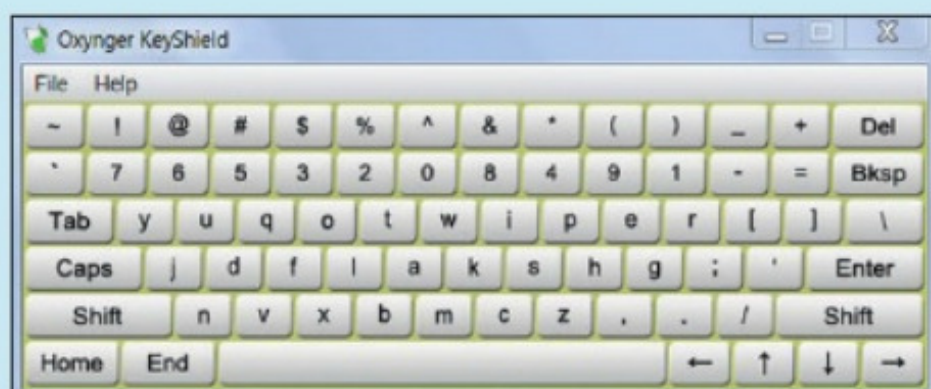 Oxynger KeyShield
File Help
~ ! @ # $ % ^ & * ( ) _ + Del
` 7 6 5 3 2 0 8 4 9 1 - = Bksp
Tab y u q o t w i p e r [ ] \
Caps j d f l a k s h g ; ' Enter
Shift n v x b m c z , . / Shift
Home End ← ↑ ↓ →